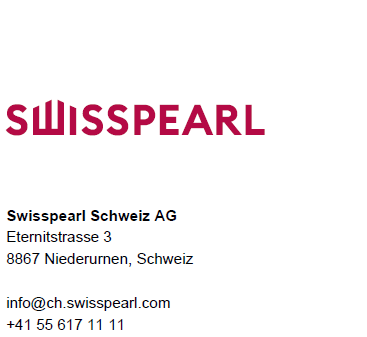 SWISSPEARL
Swisspearl Schweiz AG
Eternitstrasse 3
8867 Niederurnen, Schweiz
info@ch.swisspearl.com
+41 55 617 11 11